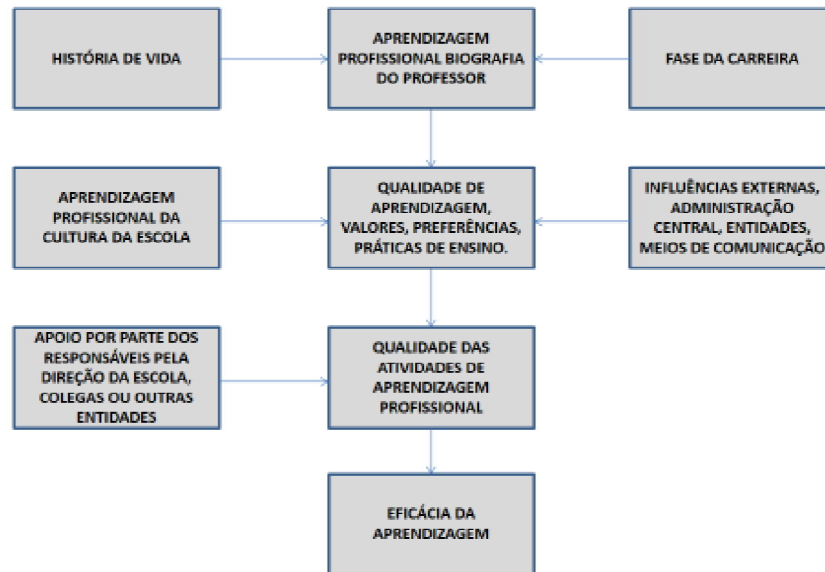 HISTÓRIA DE VIDA
APRENDIZAGEM
PROFISSIONAL BIOGRAFIA
DO PROFESSOR
FASE DA CARREIRA
APRENDIZAGEM
PROFISSIONAL DA
CULTURA DA ESCOLA
QUALIDADE DE
APRENDIZAGEM,
VALORES, PREFERÊNCIAS,
PRÁTICAS DE ENSINO.
INFLUÊNCIAS EXTERNAS,
ADMINISTRAÇÃO
CENTRAL, ENTIDADES,
MEIOS DE COMUNICAÇÃO
APOIO POR PARTE DOS
RESPONSÁVEIS PELA
DIREÇÃO DA ESCOLA,
COLEGAS OU OUTRAS
ENTIDADES
QUALIDADE DAS
ATIVIDADES DE
APRENDIZAGEM
PROFISSIONAL
EFICÁCIA DA
APRENDIZAGEM